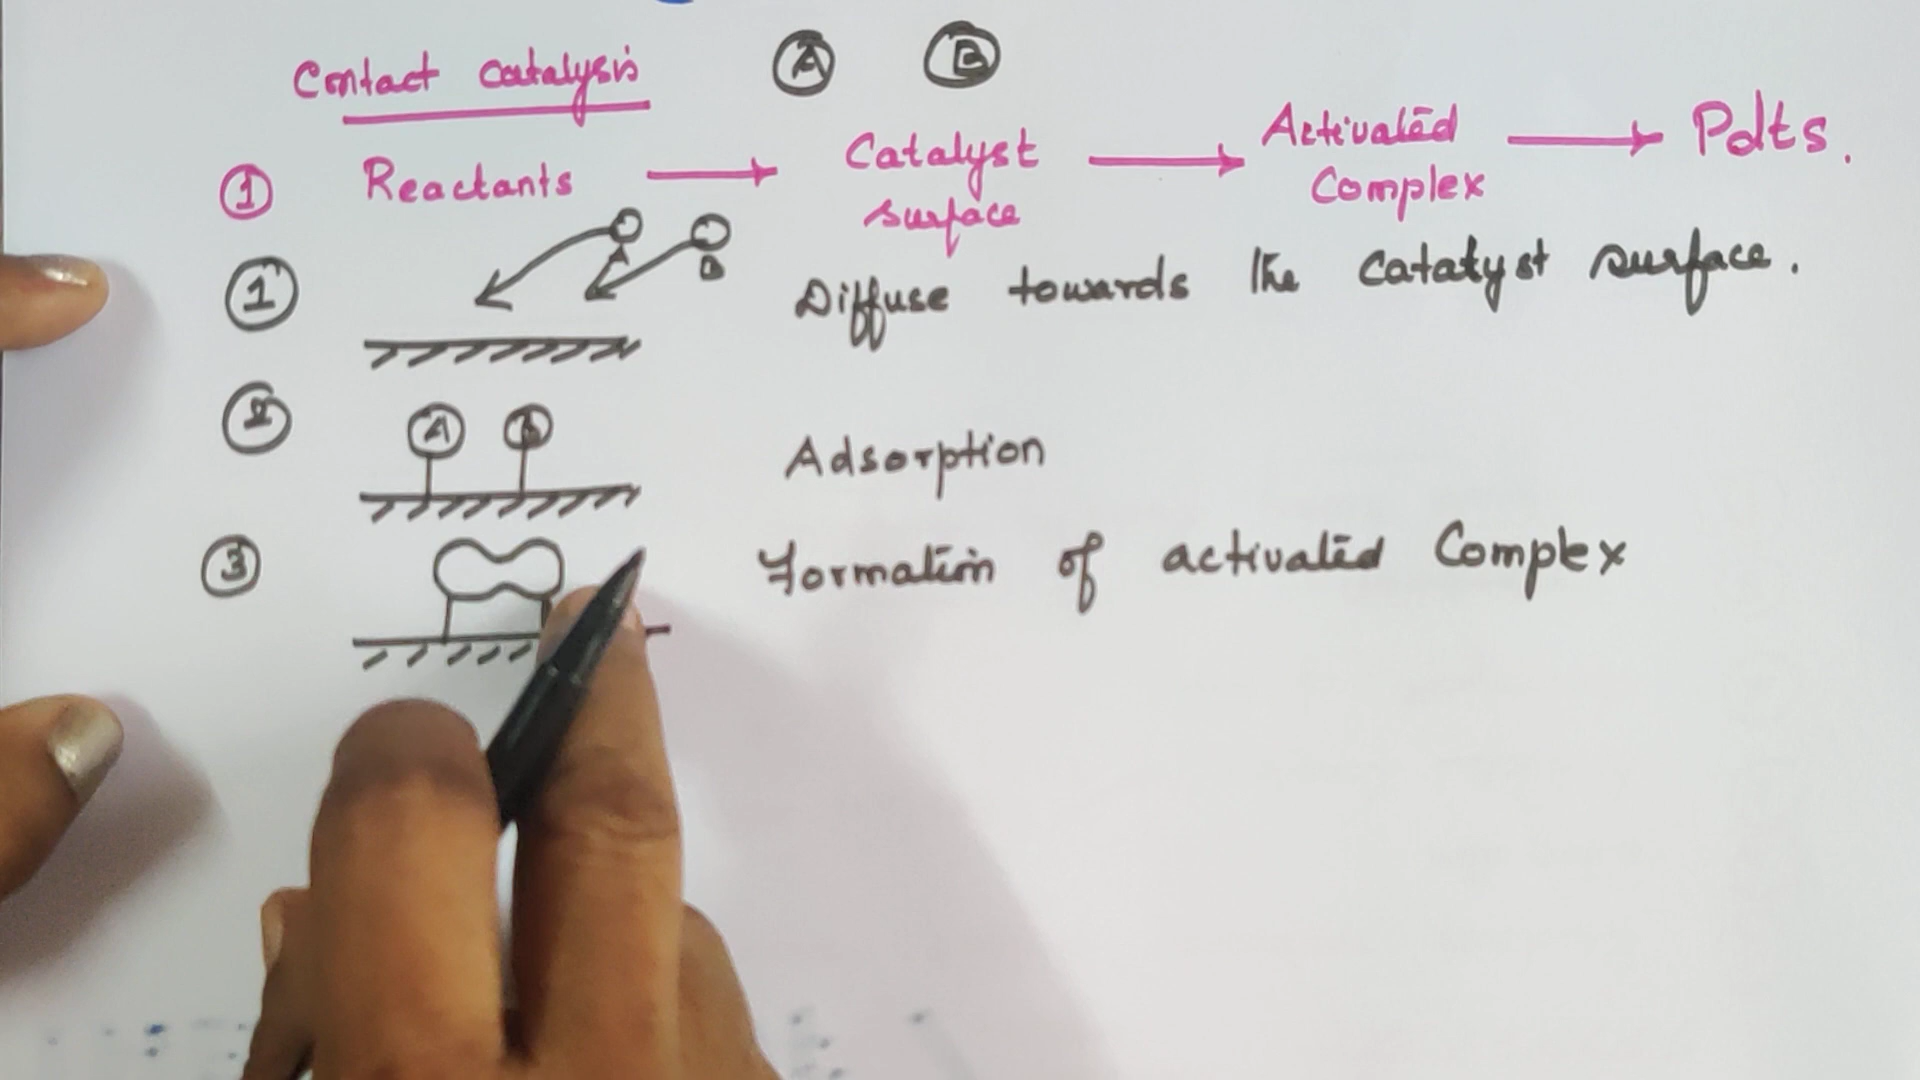 Contact catalysis A B
① Reactants → Catalyst surface → Activated Complex → Pdts.
A B
① Diffuse towards the catalyst surface.
② A B Adsorption
③ Formation of activated Complex